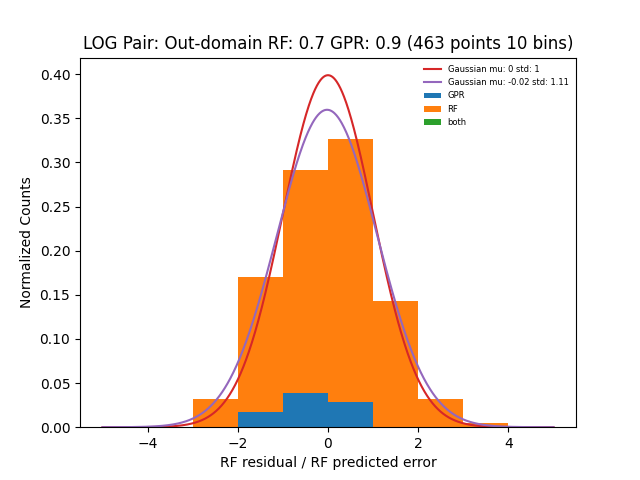 LOG Pair: Out-domain RF: 0.7 GPR: 0.9 (463 points 10 bins)
Gaussian mu: 0 std: 1
Gaussian mu: -0.02 std: 1.11
GPR
RF
both
Normalized Counts
0.40
0.35
0.30
0.25
0.20
0.15
0.10
0.05
0.00
−4 −2 0 2 4
RF residual / RF predicted error